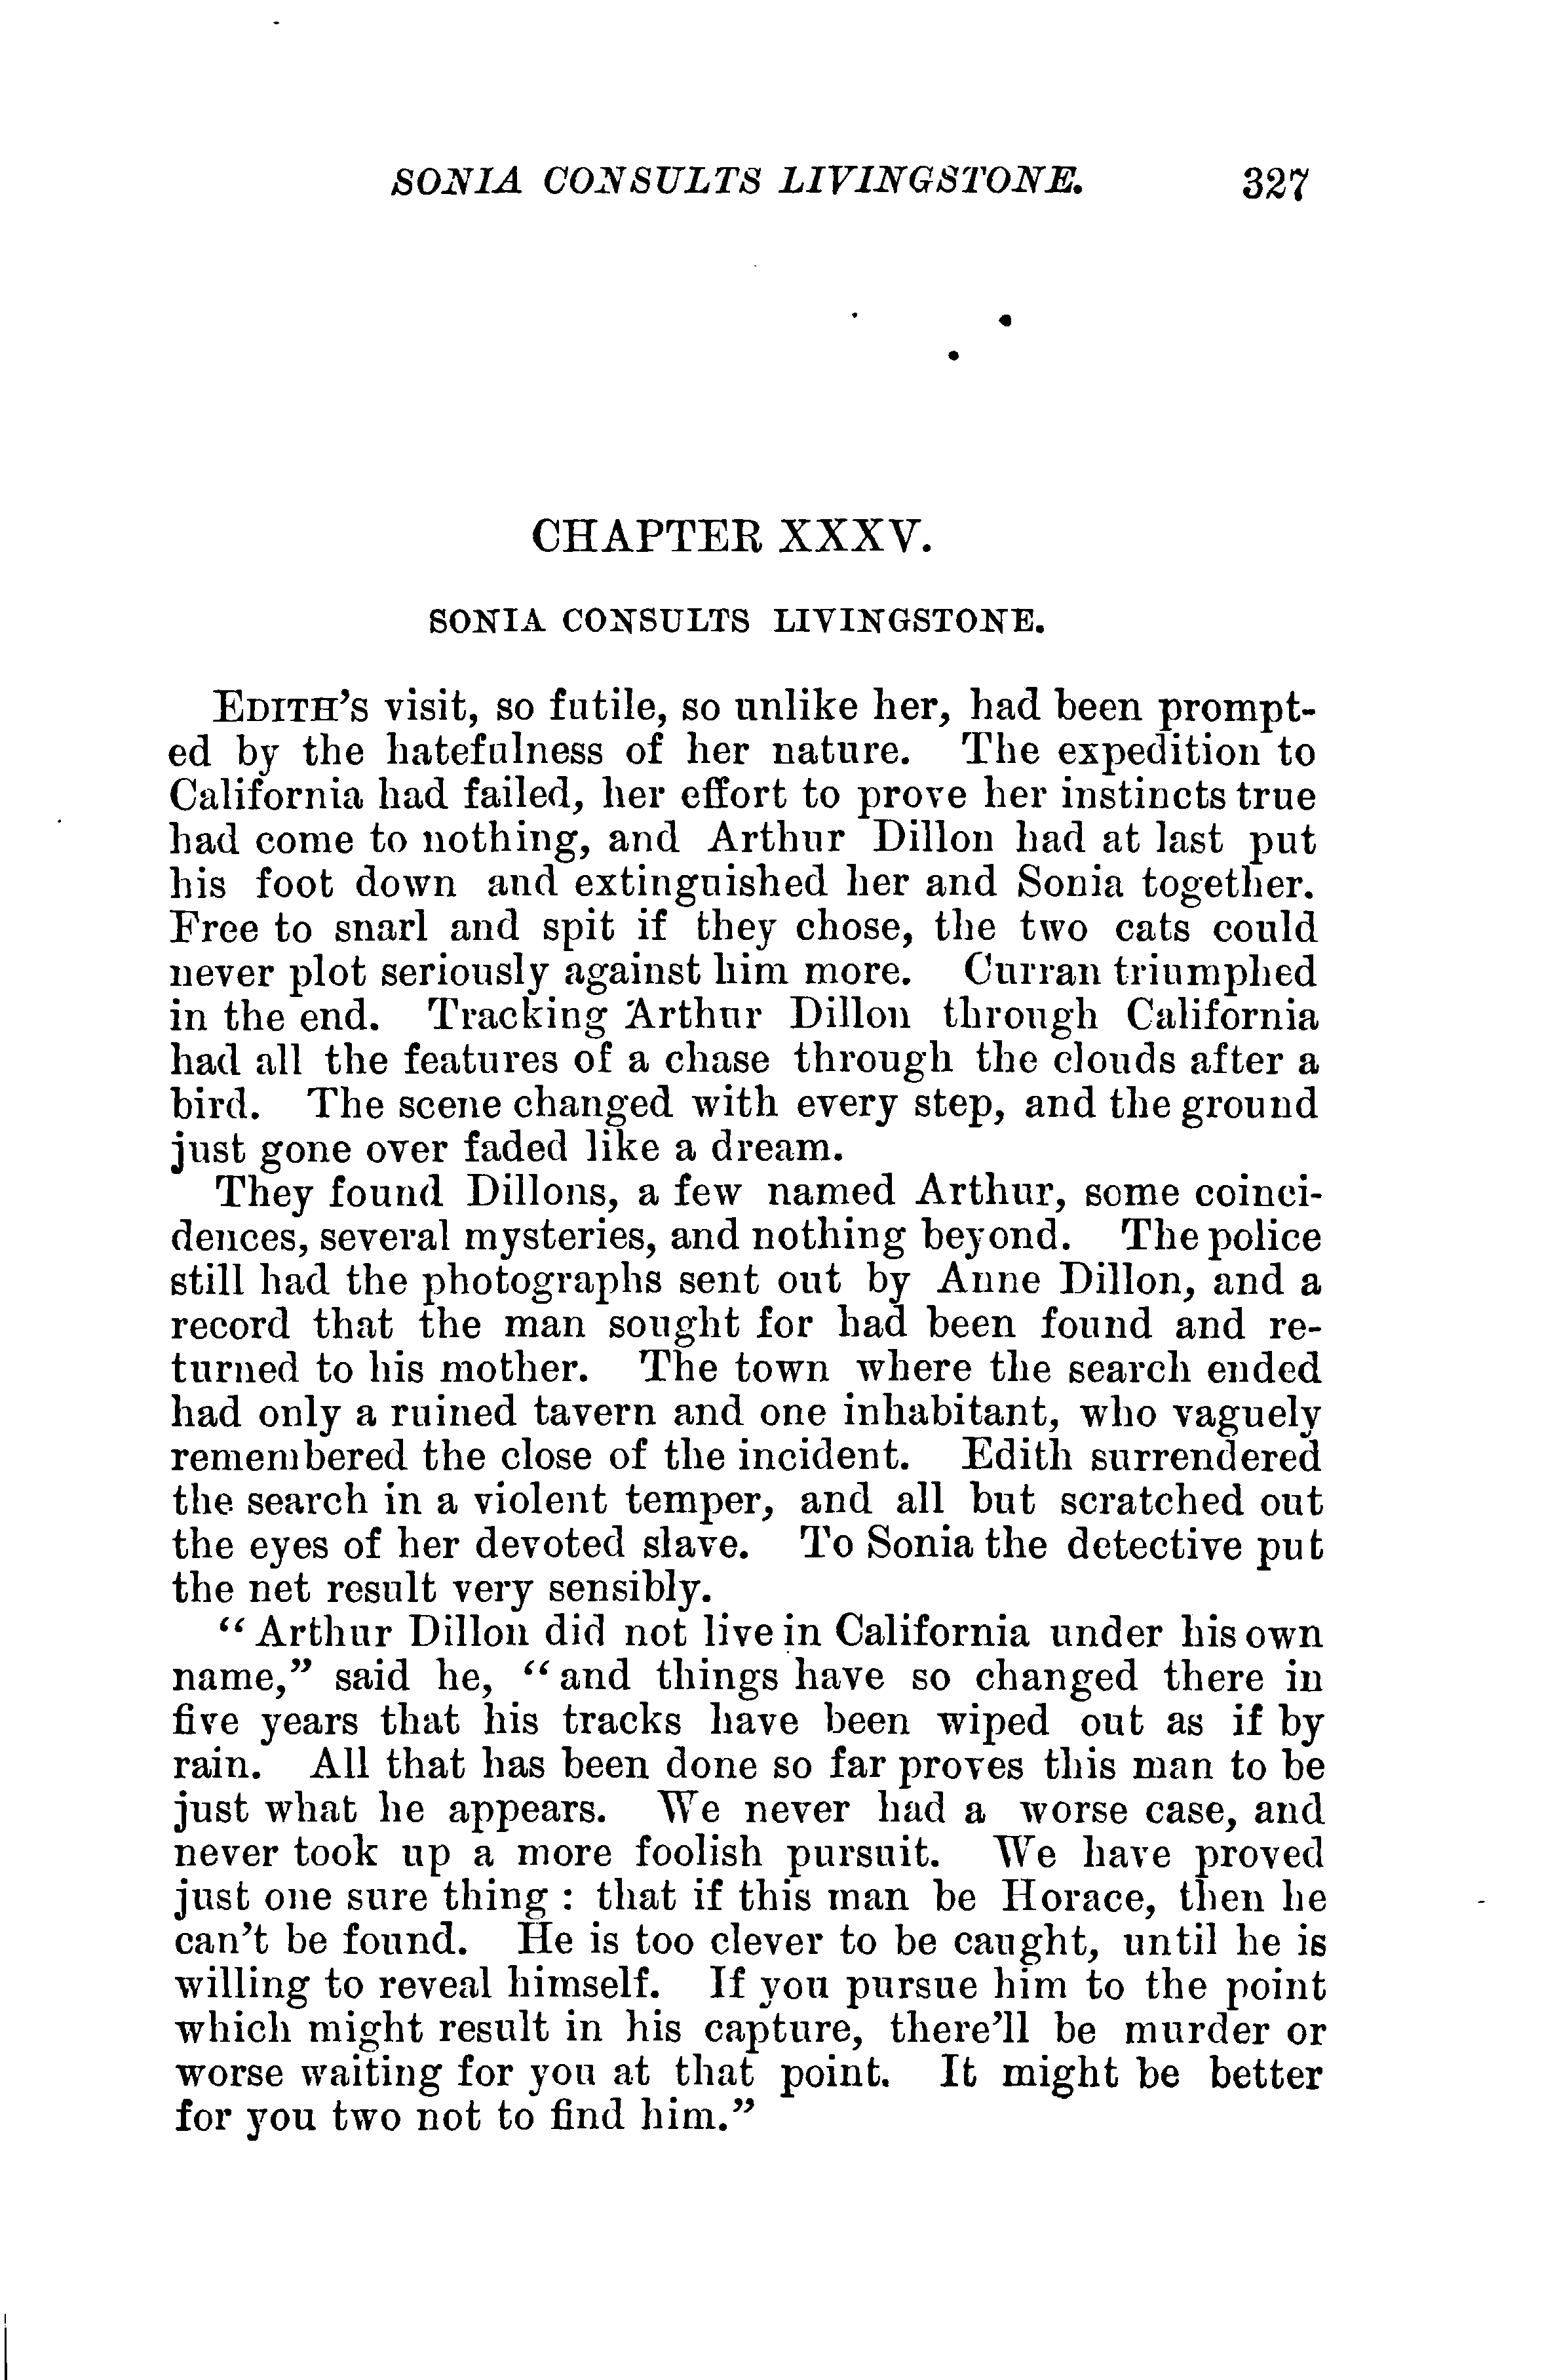 SONIA CONSULTS LIVINGSTONE. 327
CHAPTER XXXV.
SONIA CONSULTS LIVINGSTONE.
EDITH'S visit, so futile, so unlike her, had been prompt-
ed by the hatefulness of her nature. The expedition to
California had failed, her effort to prove her instincts true
had come to nothing, and Arthur Dillon had at last put
his foot down and extinguished her and Sonia together.
Free to snarl and spit if they chose, the two cats could
never plot seriously against him more. Curran triumphed
in the end. Tracking Arthur Dillon through California
had all the features of a chase through the clouds after a
bird. The scene changed with every step, and the ground
just gone over faded like a dream.
They found Dillons, a few named Arthur, some coinci-
dences, several mysteries, and nothing beyond. The police
still had the photographs sent out by Anne Dillon, and a
record that the man sought for had been found and re-
turned to his mother. The town where the search ended
had only a ruined tavern and one inhabitant, who vaguely
remembered the close of the incident. Edith surrendered
the search in a violent temper, and all but scratched out
the eyes of her devoted slave. To Sonia the detective put
the net result very sensibly.
"Arthur Dillon did not live in California under his own
name," said he, "and things have so changed there in
five years that his tracks have been wiped out as if by
rain. All that has been done so far proves this man to be
just what he appears. We never had a worse case, and
never took up a more foolish pursuit. We have proved
just one sure thing : that if this man be Horace, then he
can't be found. He is too clever to be caught, until he is
willing to reveal himself. If you pursue him to the point
which might result in his capture, there'll be murder or
worse waiting for you at that point. It might be better
for you two not to find him."